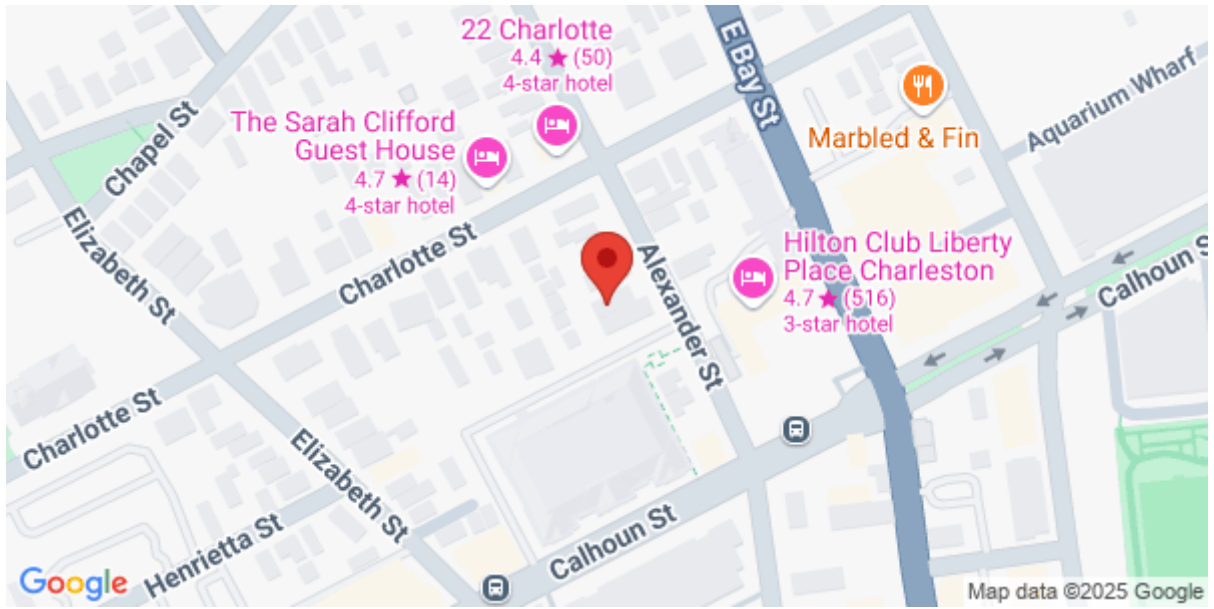 22 Charlotte
4.4 ★ (50)
4-star hotel
E Bay St
Aquarium Wharf
Marbled & Fin
The Sarah Clifford
Guest House
4.7 ★ (14)
4-star hotel
Chapel St
Elizabeth St
Charlotte St
Alexander St
Hilton Club Liberty
Place Charleston
4.7 ★ (516)
3-star hotel
Calhoun S
Charlotte St
Elizabeth St
Henrietta St
Calhoun St
Google
Map data ©2025 Google